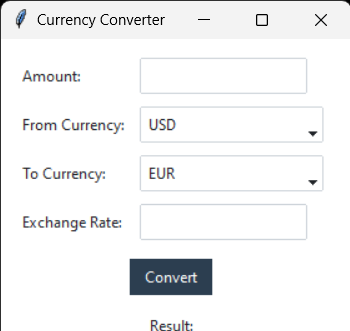 Currency Converter
Amount:
From Currency: USD
To Currency: EUR
Exchange Rate:
Convert
Result: